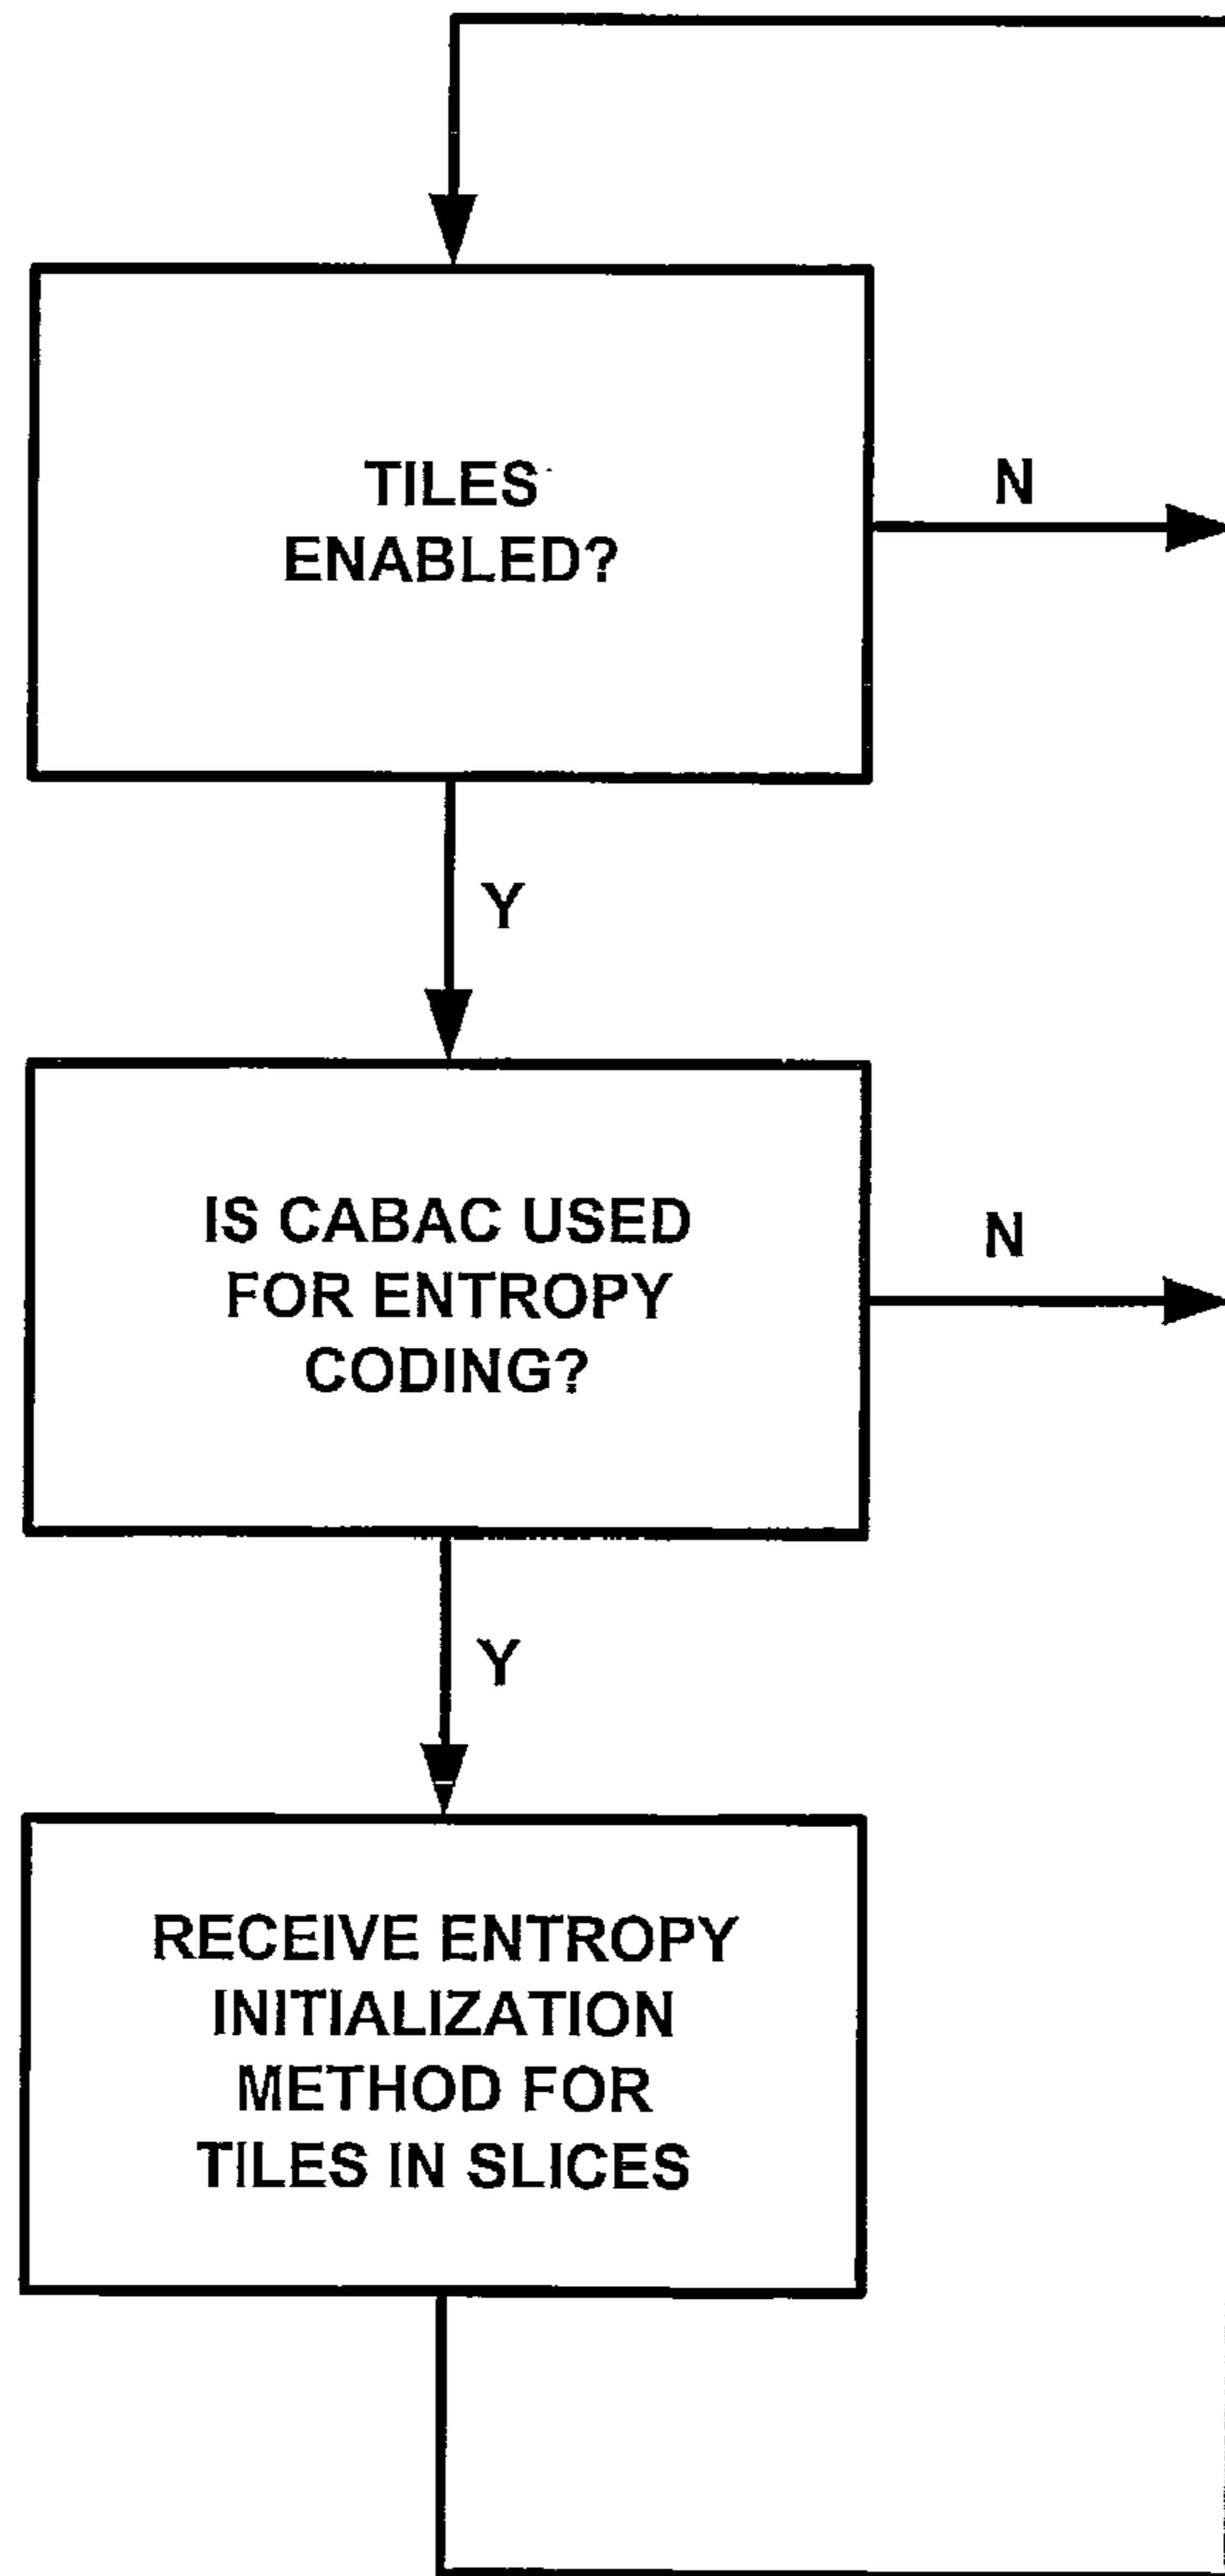 TILES
ENABLED?
N
Y
IS CABAC USED
FOR ENTROPY
CODING?
N
Y
RECEIVE ENTROPY
INITIALIZATION
METHOD FOR
TILES IN SLICES